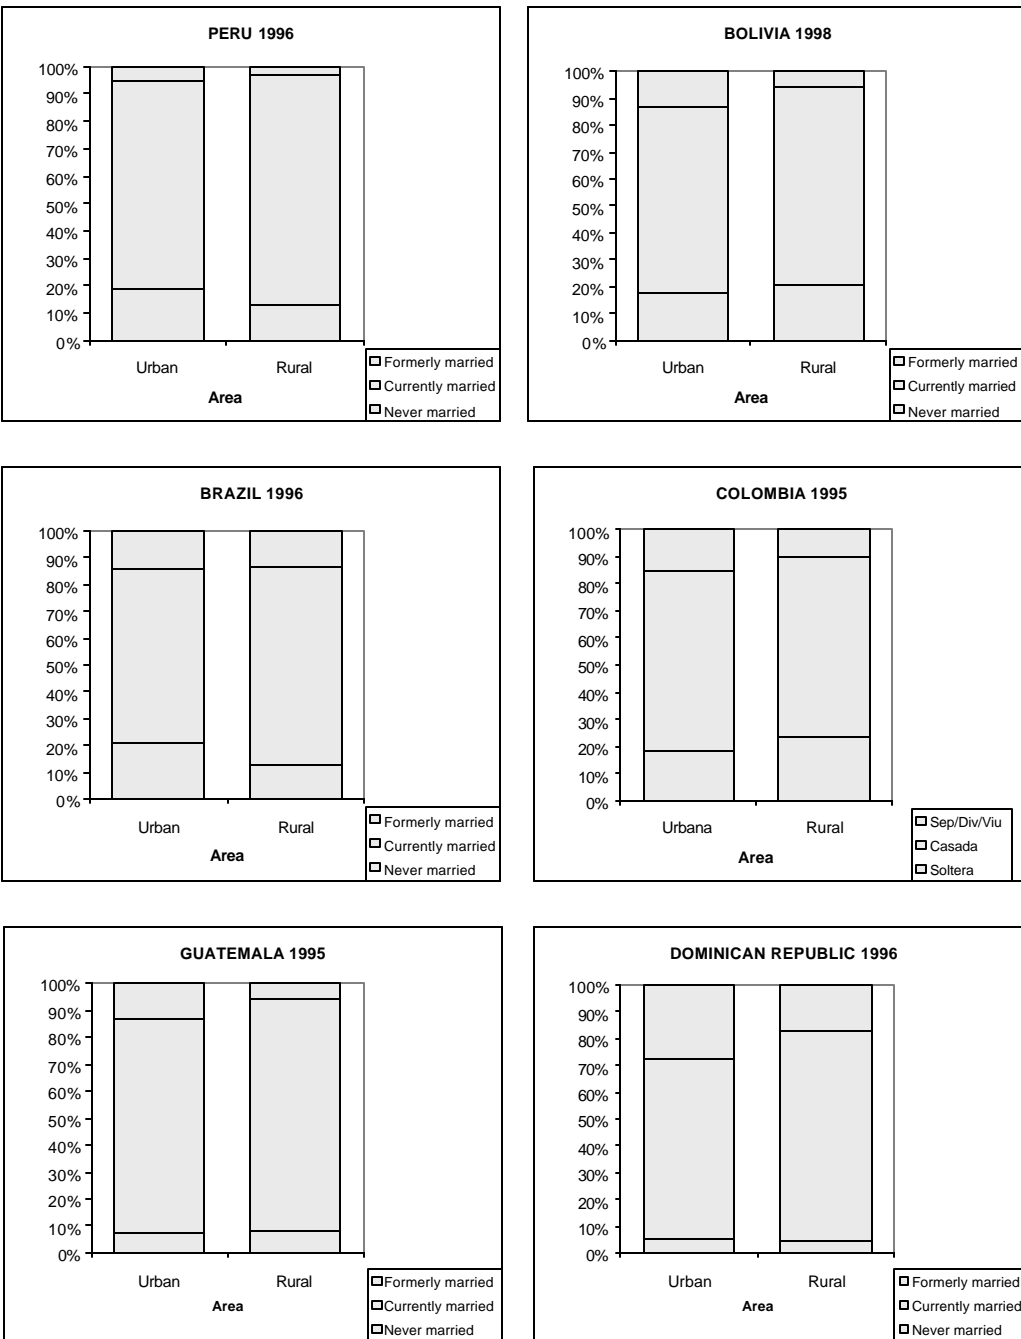 PERU 1996
100%
90%
80%
70%
60%
50%
40%
30%
20%
10%
0%
Urban Rural
Area
Formerly married
Currently married
Never married
BOLIVIA 1998
100%
90%
80%
70%
60%
50%
40%
30%
20%
10%
0%
Urban Rural
Area
Formerly married
Currently married
Never married
BRAZIL 1996
100%
90%
80%
70%
60%
50%
40%
30%
20%
10%
0%
Urban Rural
Area
Formerly married
Currently married
Never married
COLOMBIA 1995
100%
90%
80%
70%
60%
50%
40%
30%
20%
10%
0%
Urbana Rural
Area
Sep/Div/Viu
Casada
Soltera
GUATEMALA 1995
100%
90%
80%
70%
60%
50%
40%
30%
20%
10%
0%
Urban Rural
Area
Formerly married
Currently married
Never married
DOMINICAN REPUBLIC 1996
100%
90%
80%
70%
60%
50%
40%
30%
20%
10%
0%
Urban Rural
Area
Formerly married
Currently married
Never married